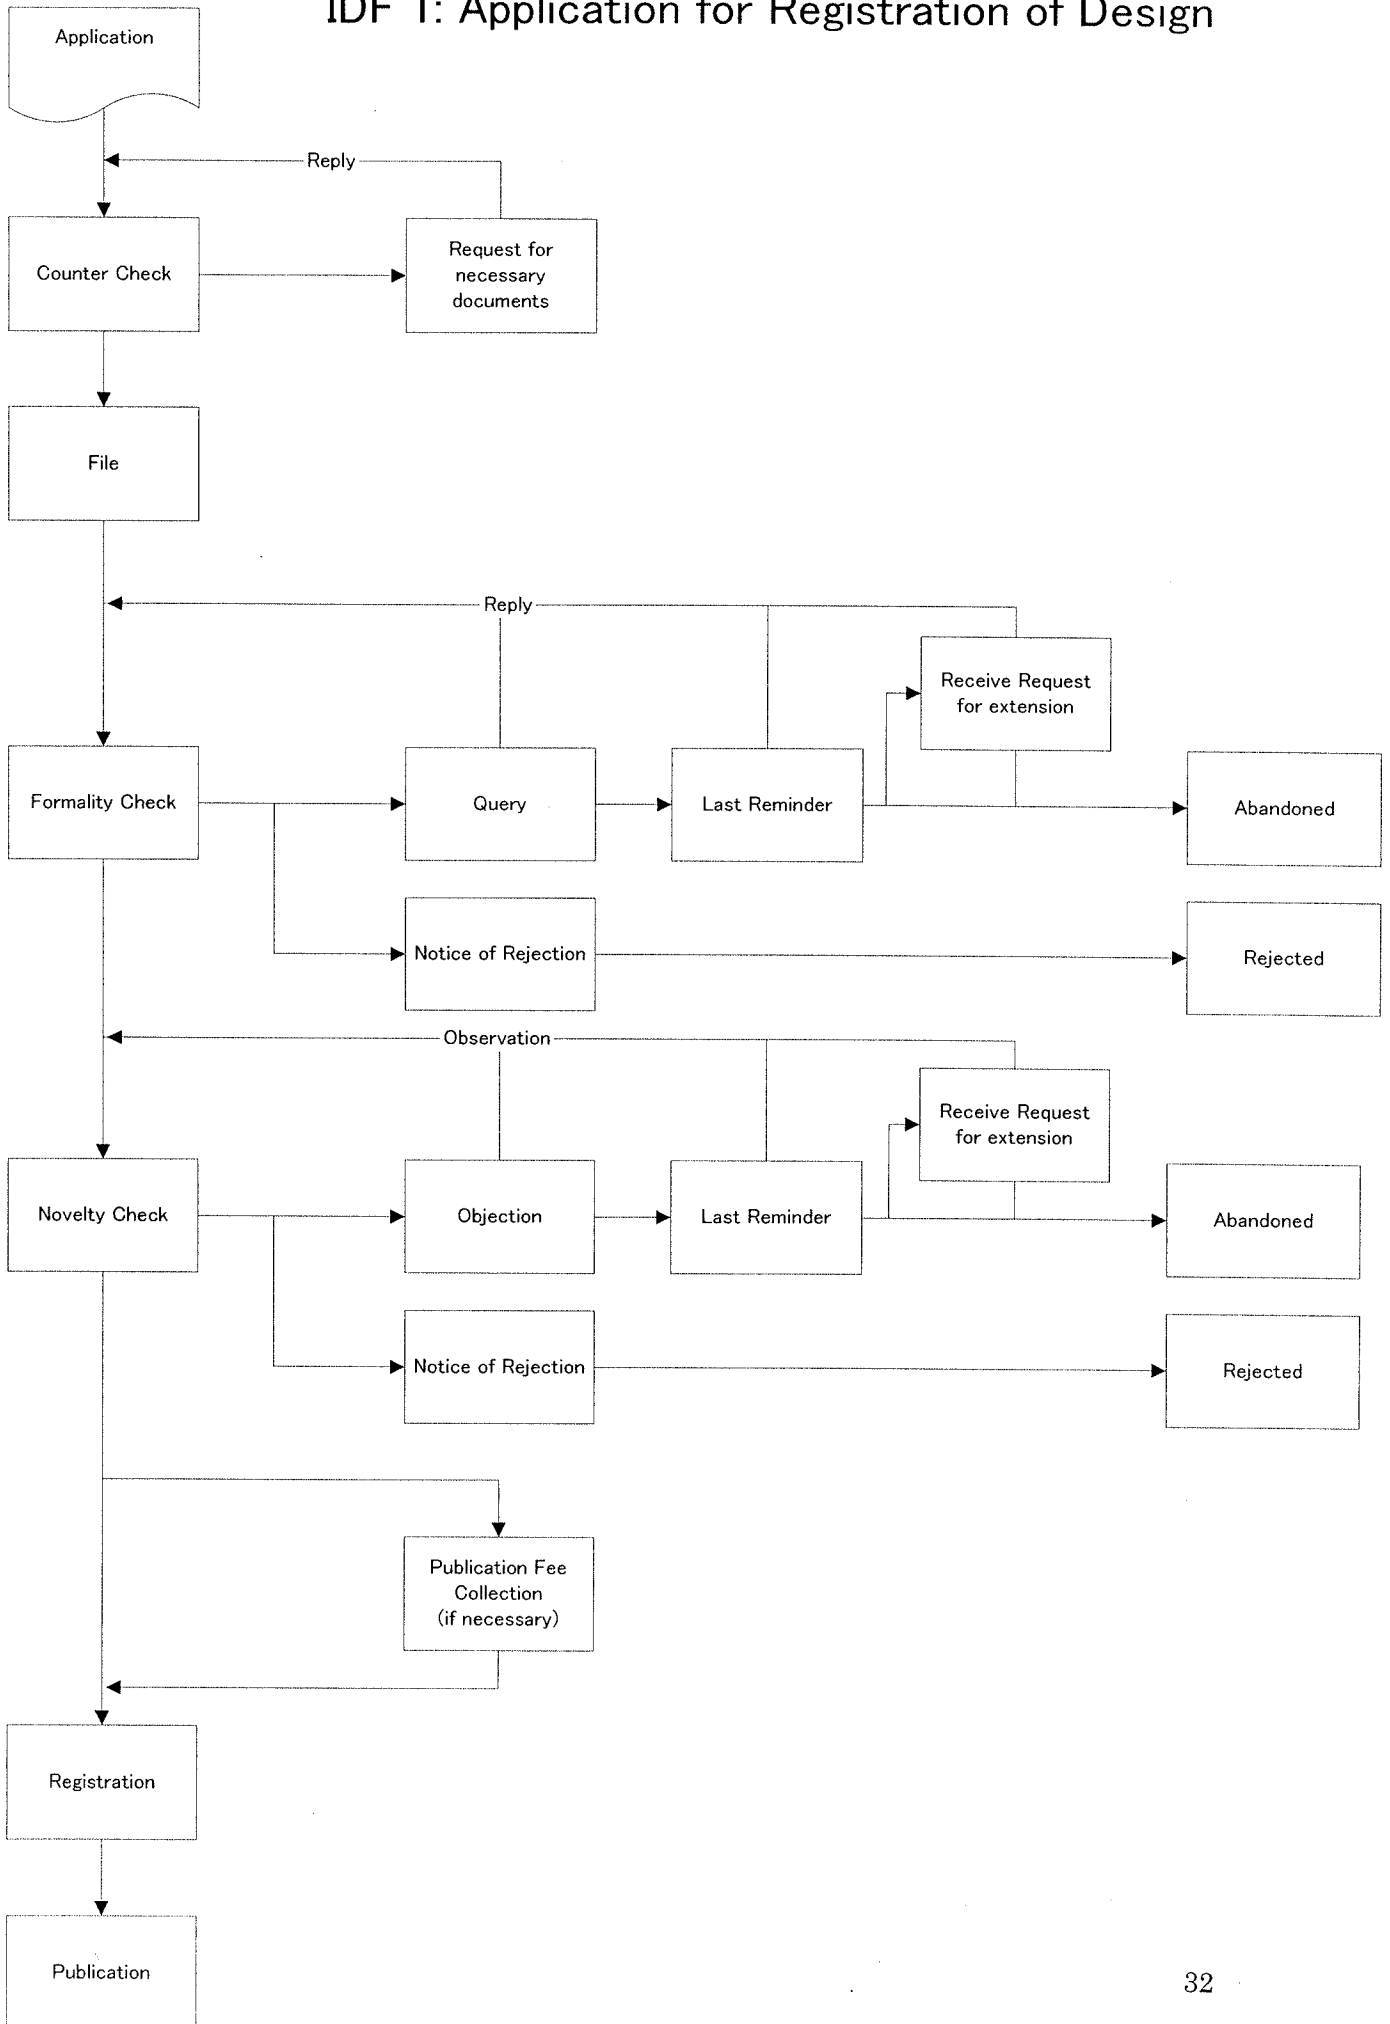 IDF 1: Application for Registration of Design
Application
Reply
Counter Check
Request for
necessary
documents
File
Reply
Receive Request
for extension
Formality Check
Query
Last Reminder
Abandoned
Notice of Rejection
Rejected
Observation
Receive Request
for extension
Novelty Check
Objection
Last Reminder
Abandoned
Notice of Rejection
Rejected
Publication Fee
Collection
(if necessary)
Registration
Publication
32